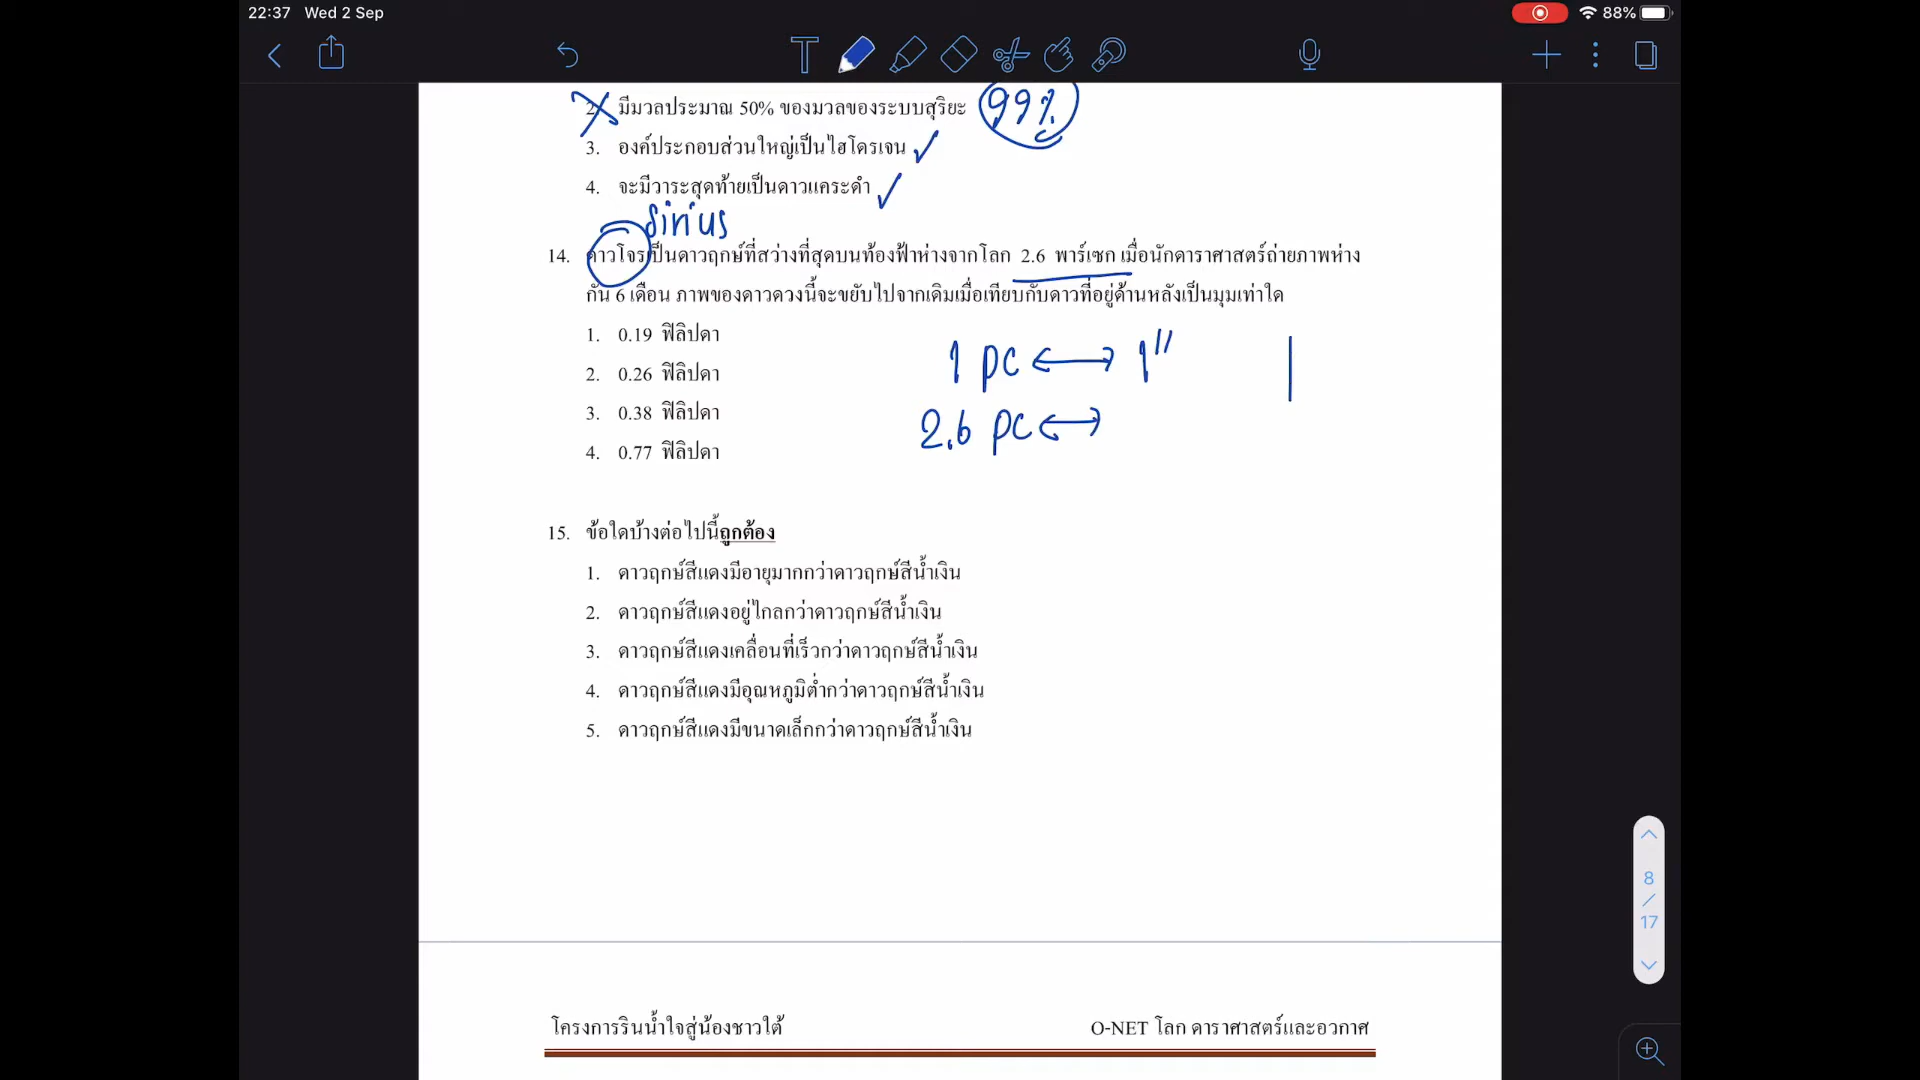 22:37 Wed 2 Sep
88%
2. มีมวลประมาณ 50% ของมวลของระบบสุริยะ 99%
3. องค์ประกอบส่วนใหญ่เป็นไฮโดรเจน
4. จะมีวาระสุดท้ายเป็นดาวแคระดำ
Sirius
14. ดาวโจรเป็นดาวฤกษ์ที่สว่างที่สุดบนท้องฟ้าห่างจากโลก 2.6 พาร์เซก เมื่อนักดาราศาสตร์ถ่ายภาพห่าง
กัน 6 เดือน ภาพของดาวดวงนี้จะขยับไปจากเดิมเมื่อเทียบกับดาวที่อยู่ด้านหลังเป็นมุมเท่าใด
1. 0.19 ฟิลิปดา
2. 0.26 ฟิลิปดา
3. 0.38 ฟิลิปดา
4. 0.77 ฟิลิปดา
1 pc ↔ 1" |
2.6 pc ↔
15. ข้อใดบ้างต่อไปนี้ถูกต้อง
1. ดาวฤกษ์สีแดงมีอายุมากกว่าดาวฤกษ์สีน้ำเงิน
2. ดาวฤกษ์สีแดงอยู่ไกลกว่าดาวฤกษ์สีน้ำเงิน
3. ดาวฤกษ์สีแดงเคลื่อนที่เร็วกว่าดาวฤกษ์สีน้ำเงิน
4. ดาวฤกษ์สีแดงมีอุณหภูมิต่ำกว่าดาวฤกษ์สีน้ำเงิน
5. ดาวฤกษ์สีแดงมีขนาดเล็กกว่าดาวฤกษ์สีน้ำเงิน
8
/
17
โครงการรินน้ำใจสู่น้องชาวใต้
O-NET โลก ดาราศาสตร์และอวกาศ